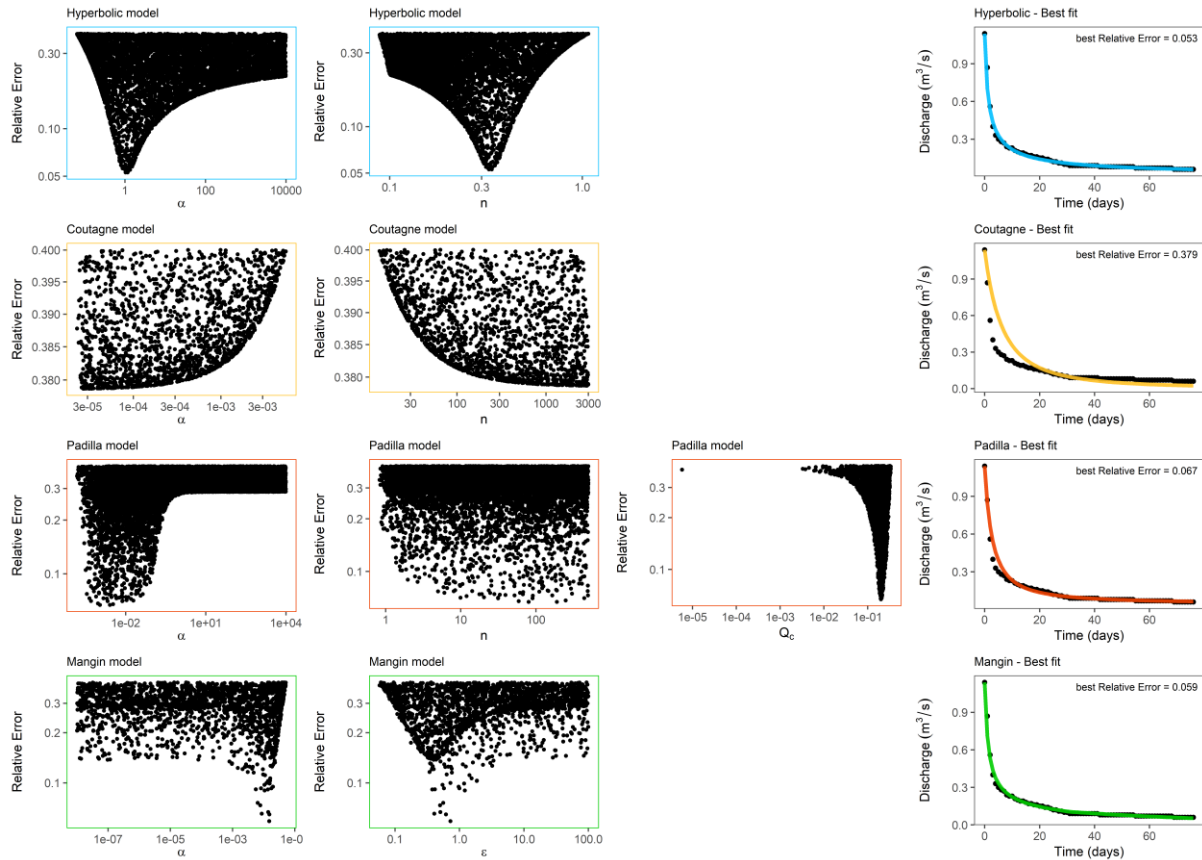 Hyperbolic model
Relative Error
0.30
0.10
0.05
1
100
10000
α
Hyperbolic model
Relative Error
0.30
0.10
0.05
0.1
0.3
1.0
n
Hyperbolic - Best fit
best Relative Error = 0.053
Discharge (m³/s)
0.9
0.6
0.3
0
20
40
60
Time (days)
Coutagne model
Relative Error
0.400
0.395
0.390
0.385
0.380
3e-05
1e-04
3e-04
1e-03
3e-03
α
Coutagne model
Relative Error
0.400
0.395
0.390
0.385
0.380
30
100
300
1000
3000
n
Coutagne - Best fit
best Relative Error = 0.379
Discharge (m³/s)
0.9
0.6
0.3
0.0
0
20
40
60
Time (days)
Padilla model
Relative Error
0.3
0.2
0.1
1e-02
1e+01
1e+04
α
Padilla model
Relative Error
0.3
0.2
0.1
1
10
100
n
Padilla model
Relative Error
0.3
0.2
0.1
1e-05
1e-04
1e-03
1e-02
1e-01
Qc
Padilla - Best fit
best Relative Error = 0.067
Discharge (m³/s)
0.9
0.6
0.3
0
20
40
60
Time (days)
Mangin model
Relative Error
0.3
0.2
0.1
1e-07
1e-05
1e-03
1e-0
α
Mangin model
Relative Error
0.3
0.2
0.1
0.1
1.0
10.0
100.0
ε
Mangin - Best fit
best Relative Error = 0.059
Discharge (m³/s)
0.9
0.6
0.3
0.0
0
20
40
60
Time (days)